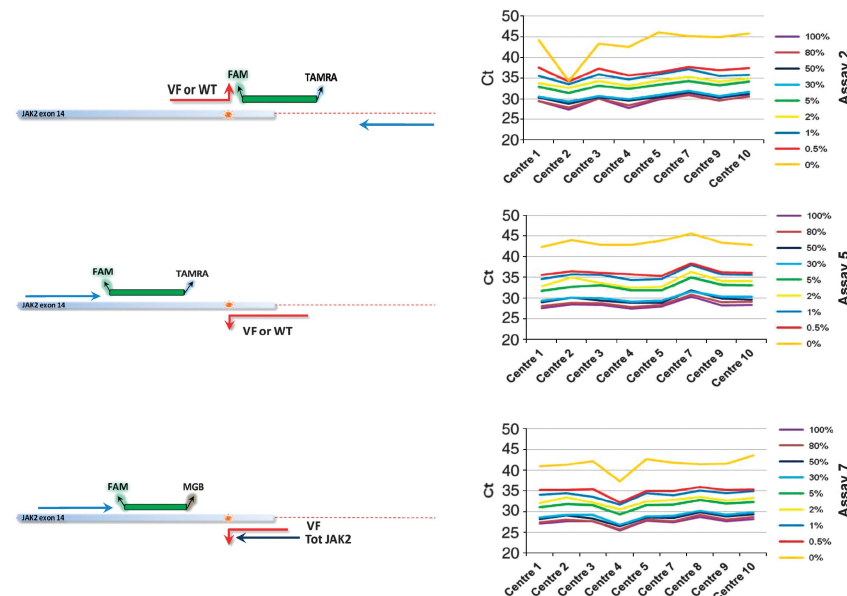 VF or WT
FAM
TAMRA
JAK2 exon 14
50
45
40
35
30
25
20
Ct
Centre 1
Centre 2
Centre 3
Centre 4
Centre 5
Centre 7
Centre 9
Centre 10
100%
80%
50%
30%
5%
2%
1%
0.5%
0%
Assay 2
FAM
TAMRA
JAK2 exon 14
VF or WT
50
45
40
35
30
25
20
Ct
Centre 1
Centre 2
Centre 3
Centre 4
Centre 5
Centre 7
Centre 9
Centre 10
100%
80%
50%
30%
5%
2%
1%
0.5%
0%
Assay 5
FAM
MGB
JAK2 exon 14
VF
Tot JAK2
50
45
40
35
30
25
20
Ct
Centre 1
Centre 2
Centre 3
Centre 4
Centre 5
Centre 7
Centre 8
Centre 9
Centre 10
100%
80%
50%
30%
5%
2%
1%
0.5%
0%
Assay 7